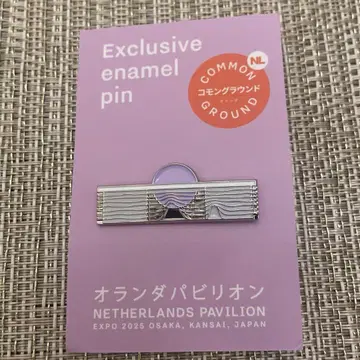 Exclusive
enamel
pin
NL
COMMON
コモングラウンド
GROUND
オランダパビリオン
NETHERLANDS PAVILION
EXPO 2025 OSAKA, KANSAI, JAPAN